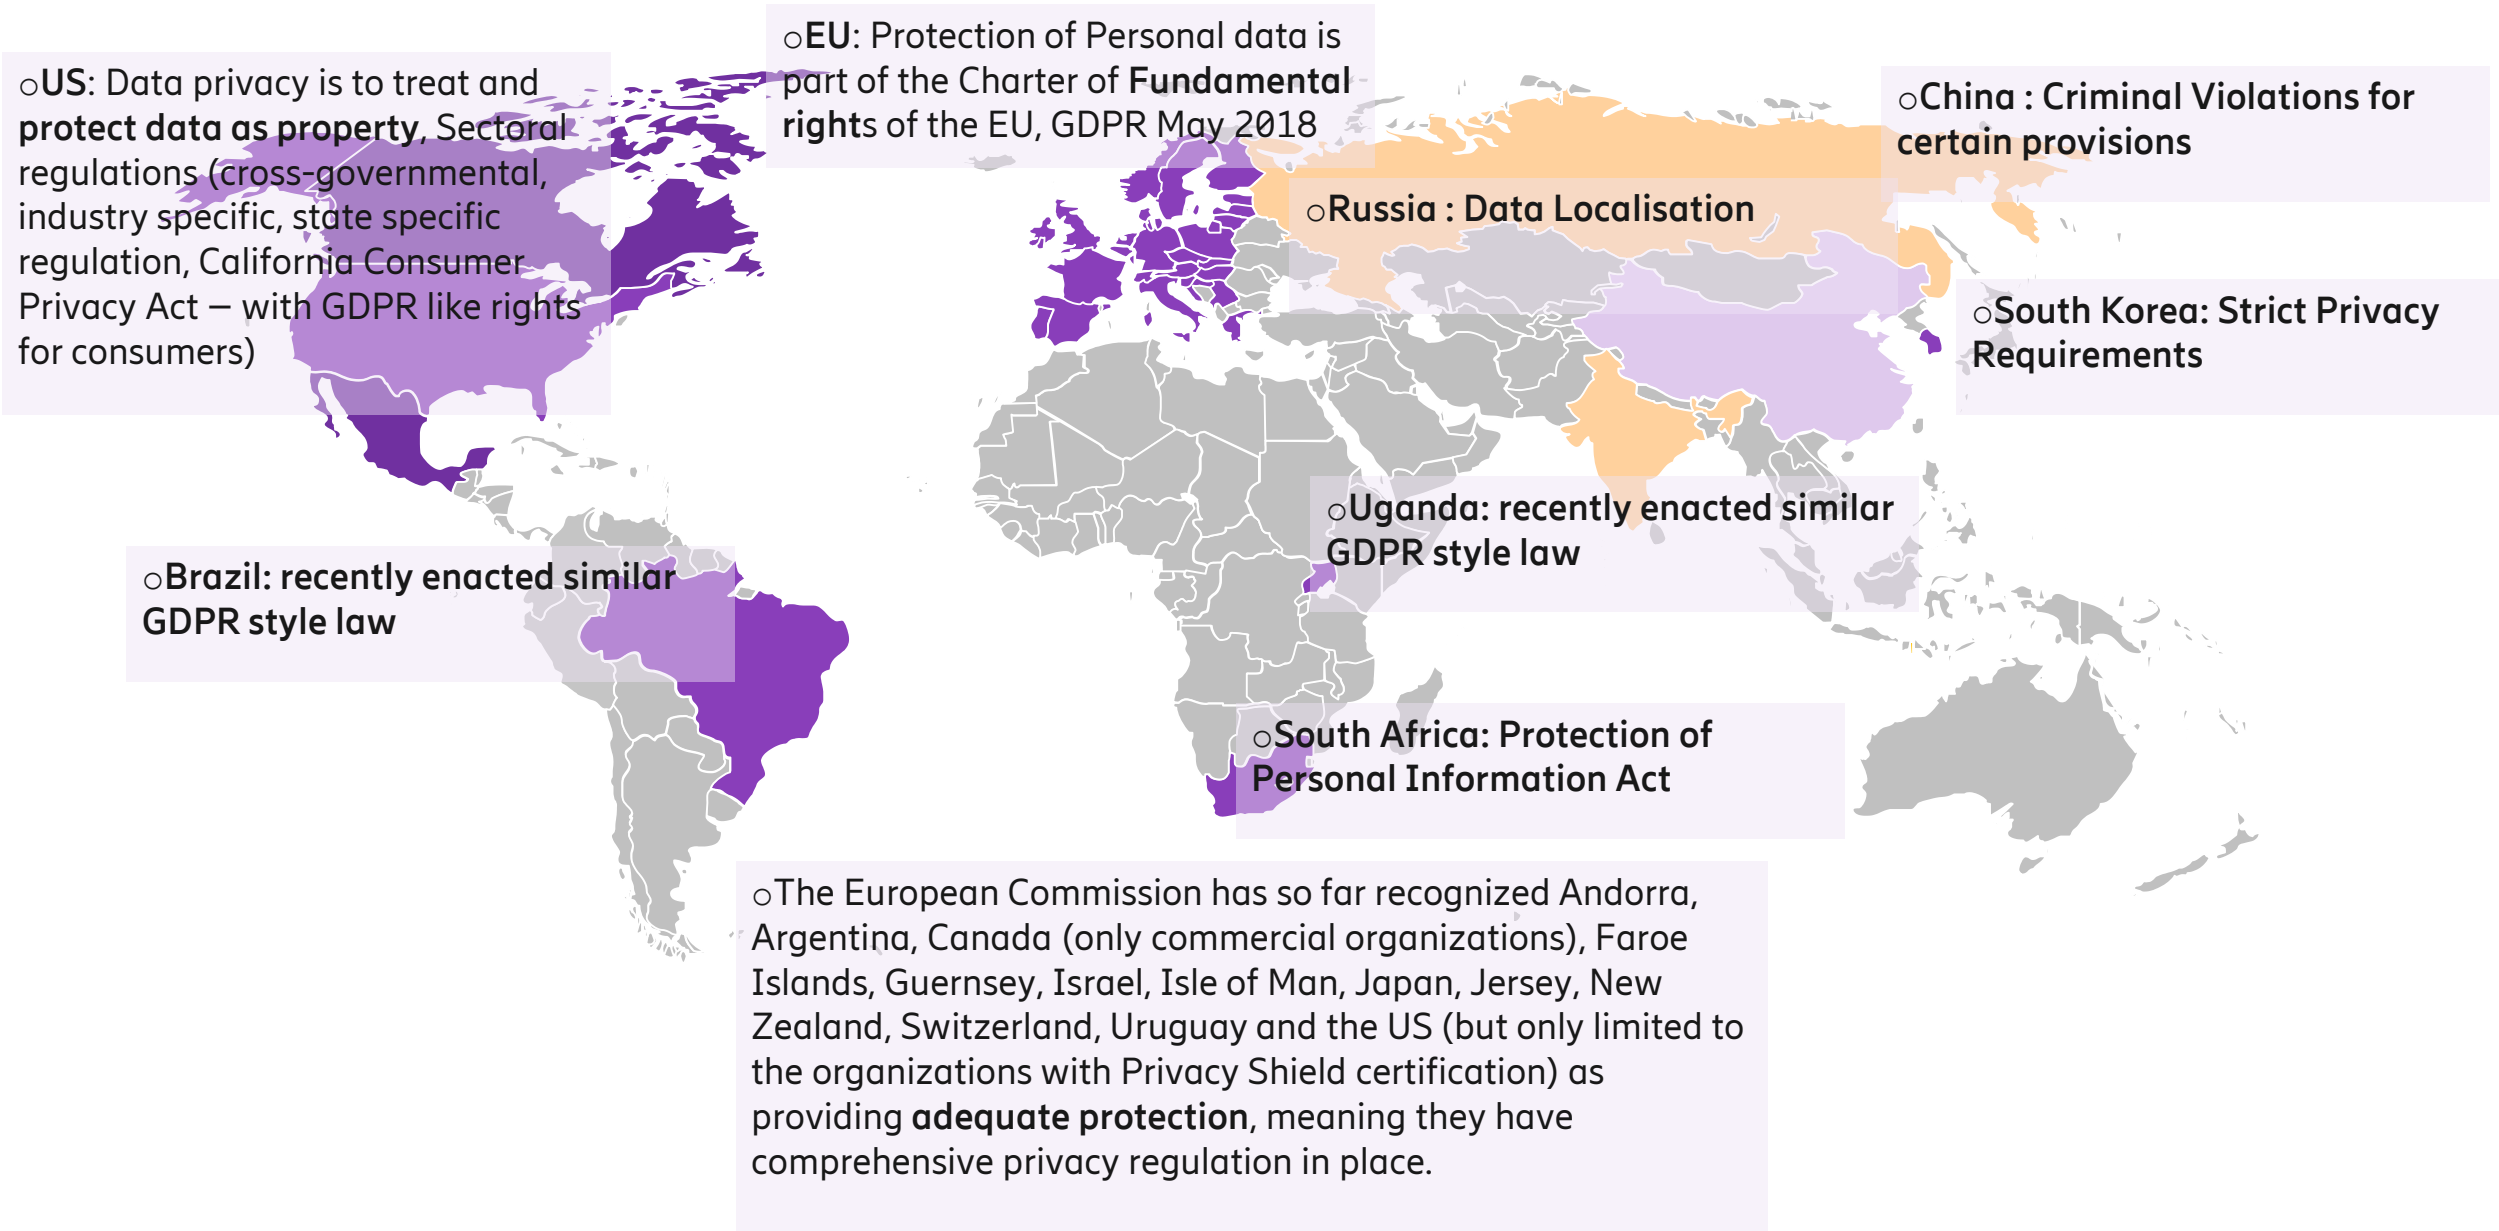 ○EU: Protection of Personal data is
part of the Charter of Fundamental
rights of the EU, GDPR May 2018
○US: Data privacy is to treat and
protect data as property, Sectoral
regulations (cross-governmental,
industry specific, state specific
regulation, California Consumer
Privacy Act – with GDPR like rights
for consumers)
○China : Criminal Violations for
certain provisions
○Russia : Data Localisation
○South Korea: Strict Privacy
Requirements
○Uganda: recently enacted similar
GDPR style law
○Brazil: recently enacted similar
GDPR style law
○South Africa: Protection of
Personal Information Act
○The European Commission has so far recognized Andorra,
Argentina, Canada (only commercial organizations), Faroe
Islands, Guernsey, Israel, Isle of Man, Japan, Jersey, New
Zealand, Switzerland, Uruguay and the US (but only limited to
the organizations with Privacy Shield certification) as
providing adequate protection, meaning they have
comprehensive privacy regulation in place.